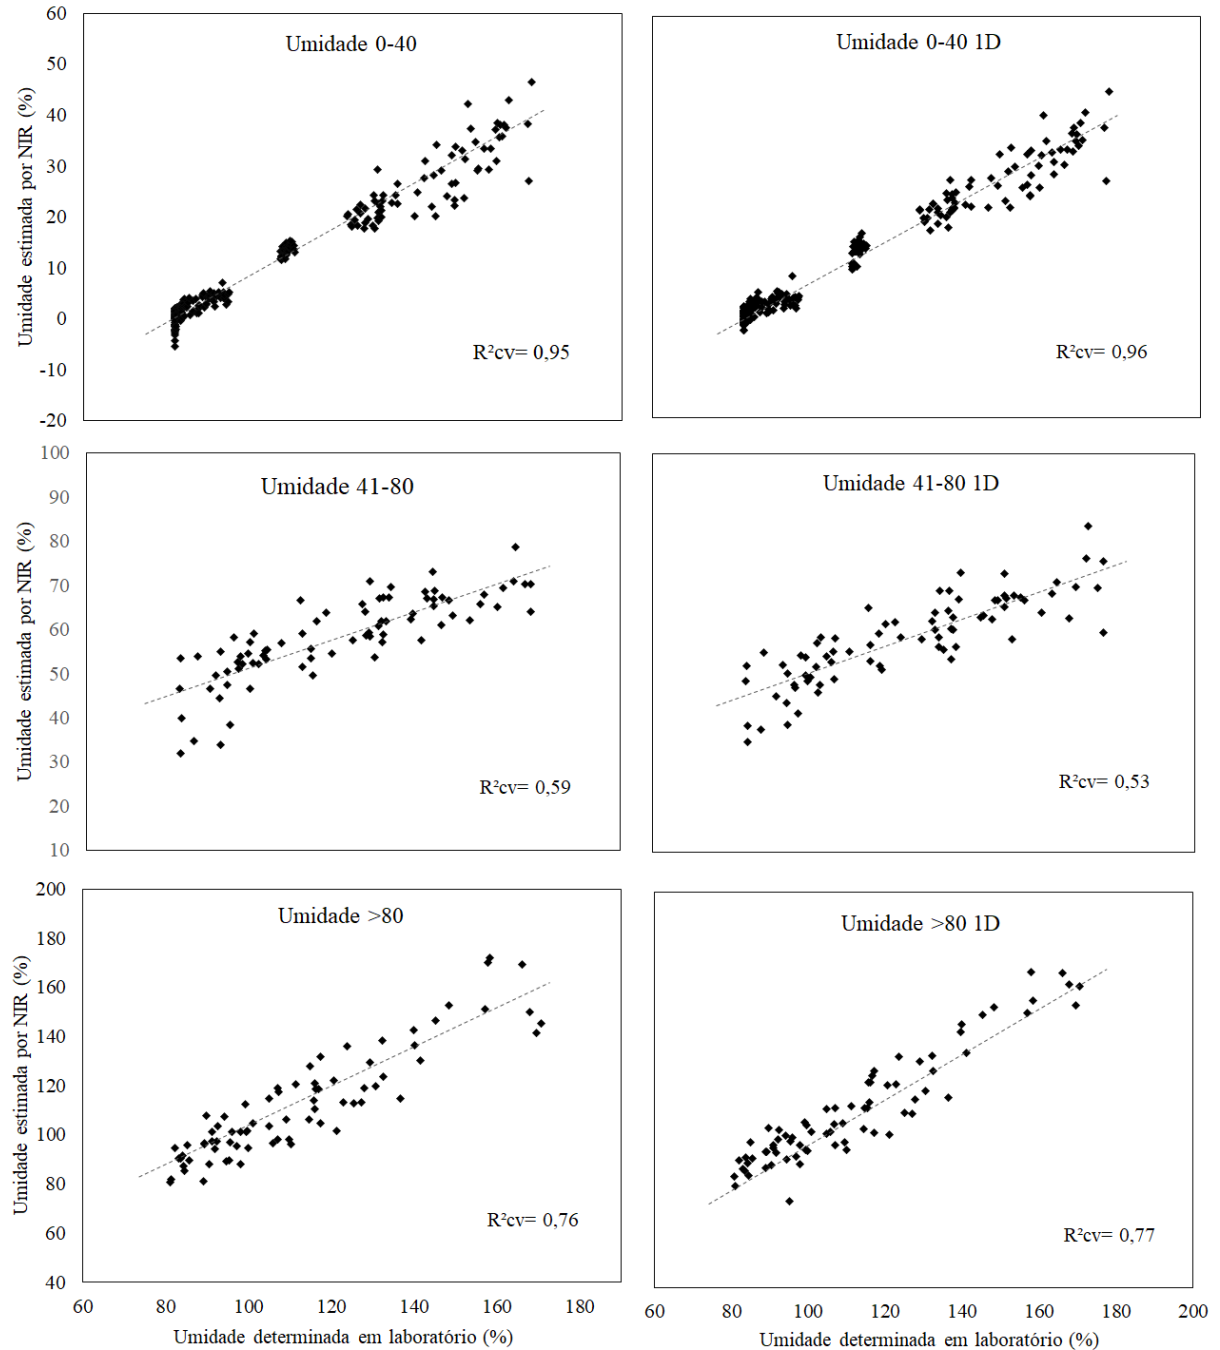 Umidade 0-40
Umidade estimada por NIR (%)
60
50
40
30
20
10
0
-10
-20
R²cv= 0,95
Umidade 0-40 1D
R²cv= 0,96
Umidade 41-80
Umidade estimada por NIR (%)
100
90
80
70
60
50
40
30
20
10
R²cv= 0,59
Umidade 41-80 1D
R²cv= 0,53
Umidade >80
Umidade estimada por NIR (%)
200
180
160
140
120
100
80
60
40
R²cv= 0,76
60 80 100 120 140 160 180
Umidade determinada em laboratório (%)
Umidade >80 1D
R²cv= 0,77
60 80 100 120 140 160 180 200
Umidade determinada em laboratório (%)